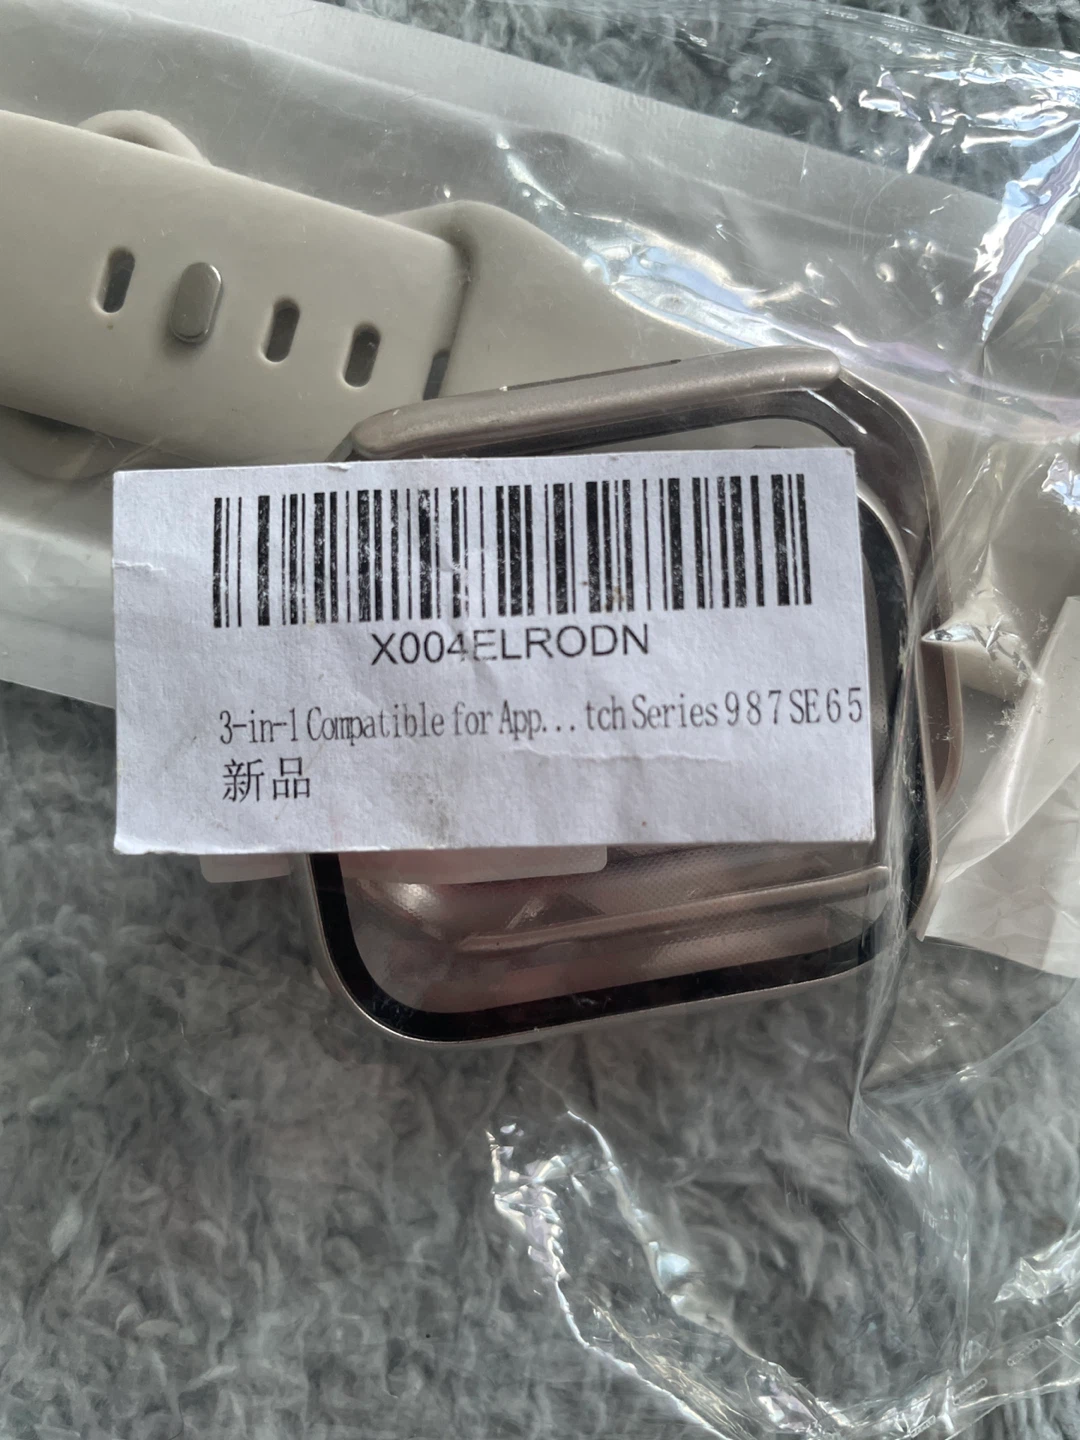 X004ELRODN
3-in-1 Compatible for App...tch Series 9 8 7 SE 6 5
新品